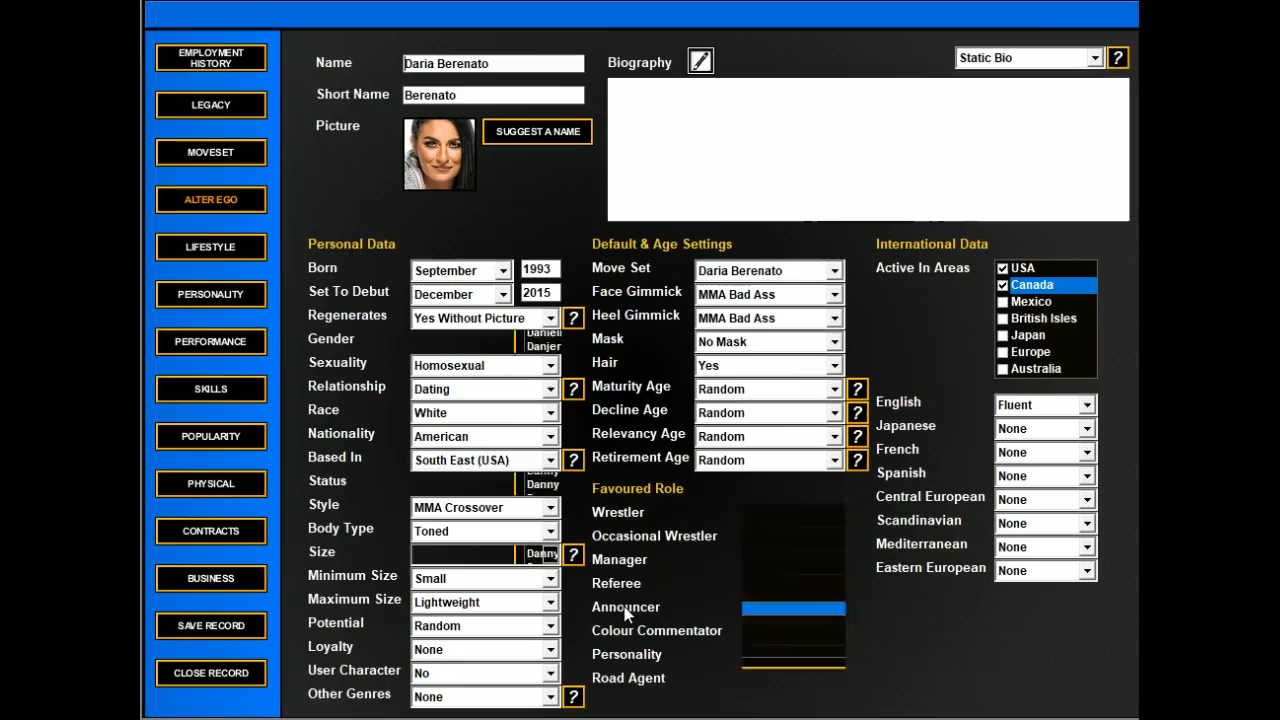 EMPLOYMENT
HISTORY
LEGACY
MOVESET
ALTER EGO
LIFESTYLE
PERSONALITY
PERFORMANCE
SKILLS
POPULARITY
PHYSICAL
CONTRACTS
BUSINESS
SAVE RECORD
CLOSE RECORD
Name Daria Berenato
Short Name Berenato
Picture SUGGEST A NAME
Biography Static Bio ?
Personal Data
Born September 1993
Set To Debut December 2015
Regenerates Yes Without Picture ?
Gender Daniell
Danjer
Sexuality Homosexual
Relationship Dating ?
Race White
Nationality American
Based In South East (USA) ?
Status Danny
Style MMA Crossover
Body Type Toned
Size Danny ?
Minimum Size Small
Maximum Size Lightweight
Potential Random
Loyalty None
User Character No
Other Genres None ?
Default & Age Settings
Move Set Daria Berenato
Face Gimmick MMA Bad Ass
Heel Gimmick MMA Bad Ass
Mask No Mask
Hair Yes
Maturity Age Random ?
Decline Age Random ?
Relevancy Age Random ?
Retirement Age Random ?
Favoured Role
Wrestler
Occasional Wrestler
Manager
Referee
Announcer
Colour Commentator
Personality
Road Agent
International Data
Active In Areas USA
Canada
Mexico
British Isles
Japan
Europe
Australia
English Fluent
Japanese None
French None
Spanish None
Central European None
Scandinavian None
Mediterranean None
Eastern European None